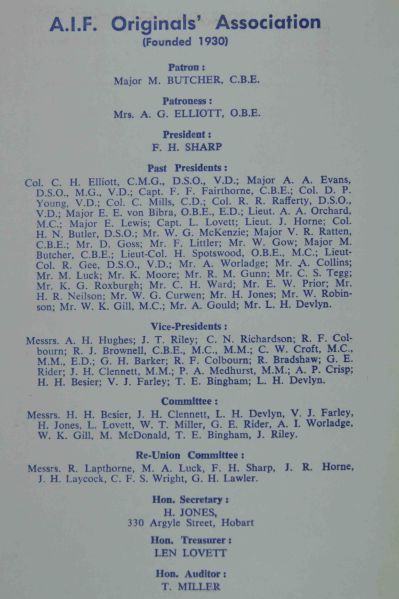 A.I.F. Originals' Association
(Founded 1930)
Patron :
Major M. BUTCHER, C.B.E.
Patroness :
Mrs. A. G. ELLIOTT, O.B.E.
President :
F. H. SHARP
Past Presidents :
Col. C. H. Elliott, C.M.G., D.S.O., V.D.; Major A. A. Evans,
D.S.O., M.G., V.D.; Capt. F. F. Fairthorne, C.B.E.; Col. D. P.
Young, V.D.; Col. C. Mills, C.D.; Col. R. R. Rafferty, D.S.O.,
V.D.; Major E. E. von Bibra, O.B.E., E.D.; Lieut. A. A. Orchard,
M.C.; Major E. Lewis; Capt. L. Lovett; Lieut. J. Horne; Col.
H. N. Butler, D.S.O.; Mr. W. G. McKenzie; Major V. R. Ratten,
C.B.E.; Mr. D. Goss; Mr. F. Littler; Mr. W. Gow; Major M.
Butcher, C.B.E.; Lieut-Col. H. Spotswood, O.B.E., M.C.; Lieut-
Col. R. Gee, D.S.O., V.D.; Mr. A. Worladge; Mr. A. Collins;
Mr. M. Luck; Mr. K. Moore; Mr. R. M. Gunn; Mr. C. S. Tegg;
Mr. K. G. Roxburgh; Mr. C. H. Ward; Mr. E. W. Prior; Mr.
H. R. Neilson; Mr. W. G. Curwen; Mr. H. Jones; Mr. W. Robin-
son; Mr. W. K. Gill, M.C.; Mr. A. Gould; Mr. L. H. Devlyn.
Vice-Presidents :
Messrs. A. H. Hughes; J. T. Riley; C. N. Richardson; R. F. Col-
bourn; R. J. Brownell, C.B.E., M.C., M.M.; C. W. Croft, M.C.,
M.M., E.D.; G. H. Barker; R. F. Colbourn; R. Bradshaw; G. E.
Rider; J. H. Clennett, M.M.; P. A. Medhurst, M.M.; A. P. Crisp;
H. H. Besier; V. J. Farley; T. E. Bingham; L. H. Devlyn.
Committee :
Messrs. H. H. Besier, J. H. Clennett, L. H. Devlyn, V. J. Farley,
H. Jones, L. Lovett, W. T. Miller, G. E. Rider, A. I. Worladge,
W. K. Gill, M. McDonald, T. E. Bingham, J. Riley.
Re-Union Committee :
Messrs. R. Lapthorne, M. A. Luck, F. H. Sharp, J. R. Horne,
J. H. Laycock, C. F. S. Wright, G. H. Lawler.
Hon. Secretary :
H. JONES,
330 Argyle Street, Hobart
Hon. Treasurer :
LEN LOVETT
Hon. Auditor :
T. MILLER